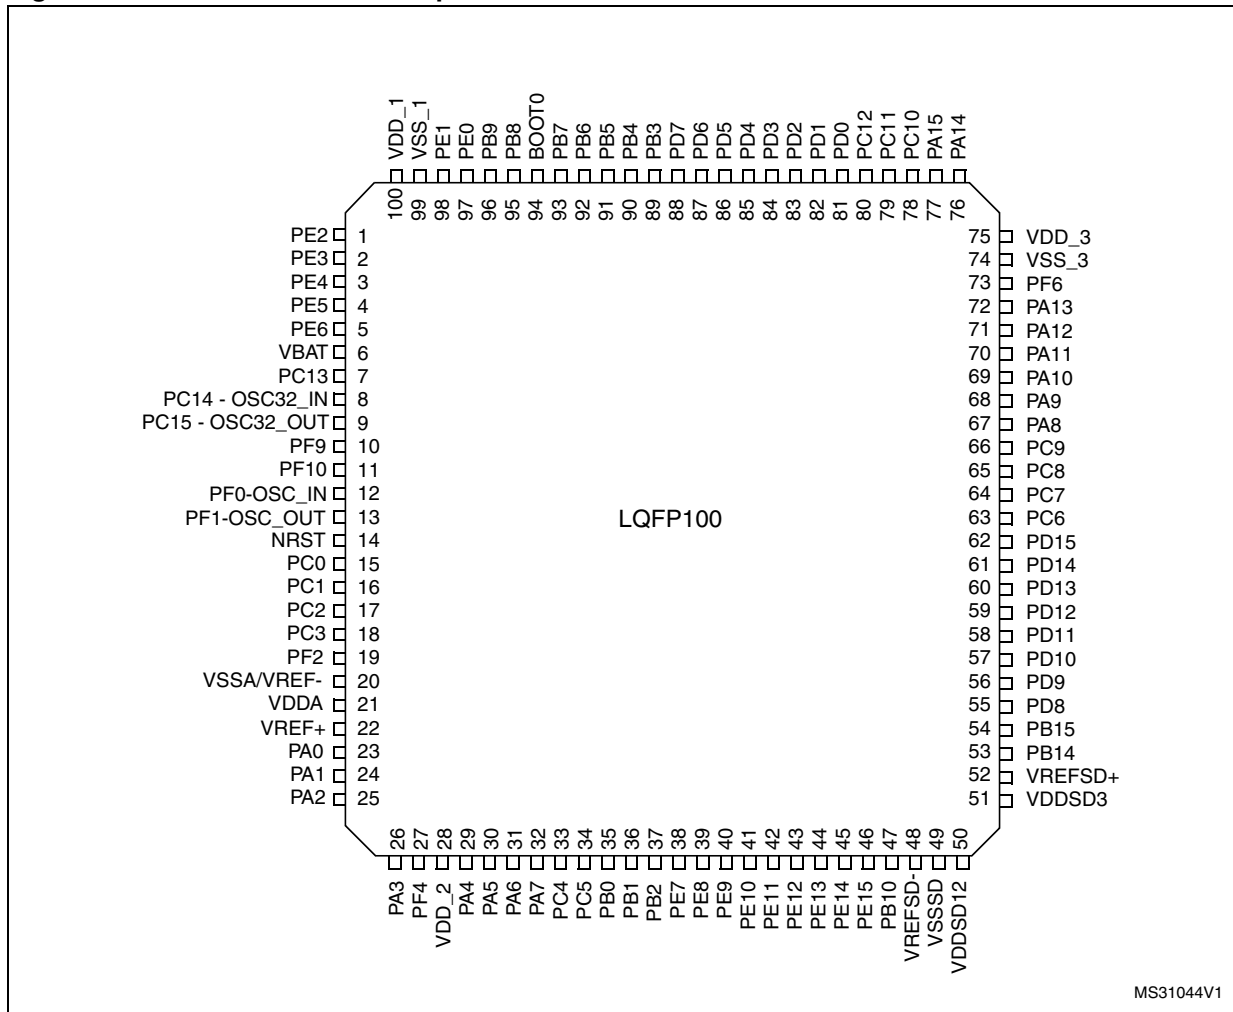 VDD_1
VSS_1
PE1
PE0
PB9
PB8
BOOT0
PB7
PB6
PB5
PB4
PB3
PD7
PD6
PD5
PD4
PD3
PD2
PD1
PD0
PC12
PC11
PC10
PA15
PA14
100
99
98
97
96
95
94
93
92
91
90
89
88
87
86
85
84
83
82
81
80
79
78
77
76
PE2 1
PE3 2
PE4 3
PE5 4
PE6 5
VBAT 6
PC13 7
PC14 - OSC32_IN 8
PC15 - OSC32_OUT 9
PF9 10
PF10 11
PF0-OSC_IN 12
PF1-OSC_OUT 13
NRST 14
PC0 15
PC1 16
PC2 17
PC3 18
PF2 19
VSSA/VREF- 20
VDDA 21
VREF+ 22
PA0 23
PA1 24
PA2 25
LQFP100
75 VDD_3
74 VSS_3
73 PF6
72 PA13
71 PA12
70 PA11
69 PA10
68 PA9
67 PA8
66 PC9
65 PC8
64 PC7
63 PC6
62 PD15
61 PD14
60 PD13
59 PD12
58 PD11
57 PD10
56 PD9
55 PD8
54 PB15
53 PB14
52 VREFSD+
51 VDDSD3
26
27
28
29
30
31
32
33
34
35
36
37
38
39
40
41
42
43
44
45
46
47
48
49
50
PA3
PF4
VDD_2
PA4
PA5
PA6
PA7
PC4
PC5
PB0
PB1
PB2
PE7
PE8
PE9
PE10
PE11
PE12
PE13
PE14
PE15
PB10
VREFSD-
VSSSD
VDDSD12
MS31044V1